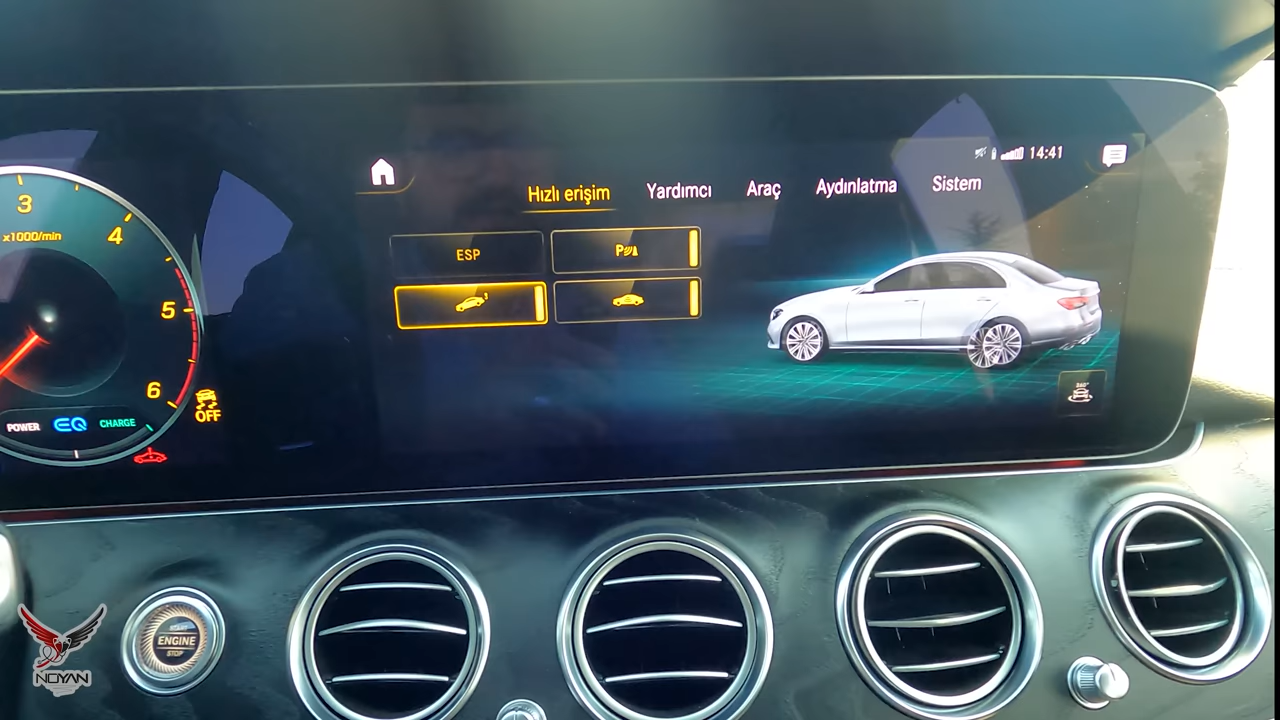 14:41
Hızlı erişim Yardımcı Araç Aydınlatma Sistem
ESP
P
3
4
5
6
x1000/min
POWER EQ CHARGE
OFF
360°
START
ENGINE
STOP
NOYAN